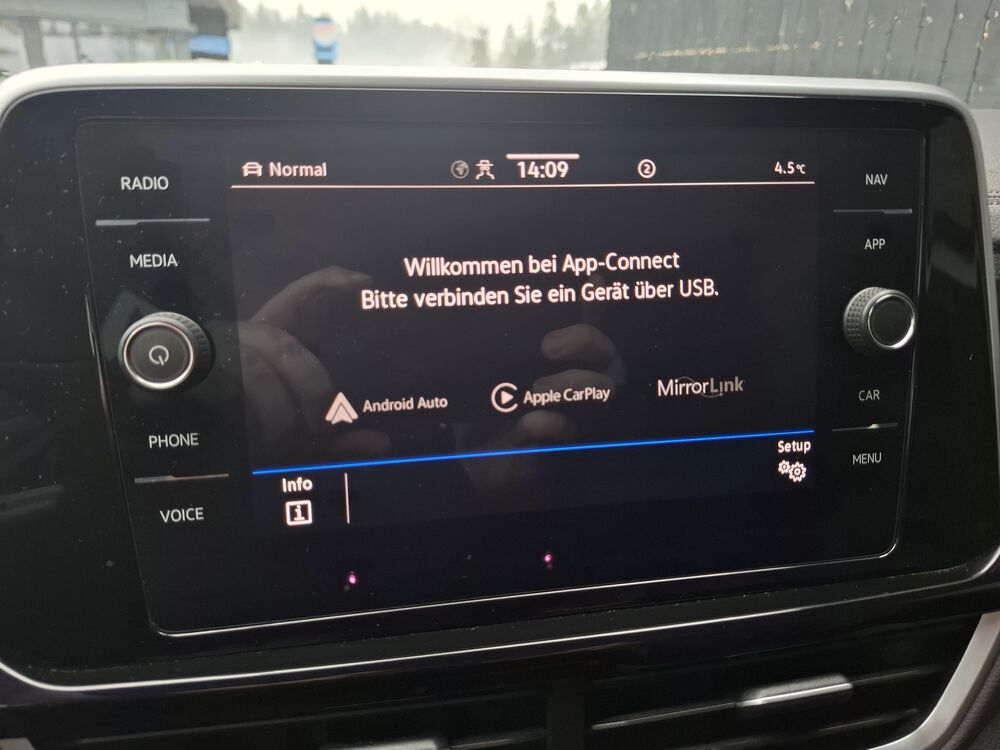 RADIO
MEDIA
PHONE
VOICE
Normal
14:09
2
4.5°C
Willkommen bei App-Connect
Bitte verbinden Sie ein Gerät über USB.
Android Auto
Apple CarPlay
MirrorLink
Info
i
Setup
NAV
APP
CAR
MENU